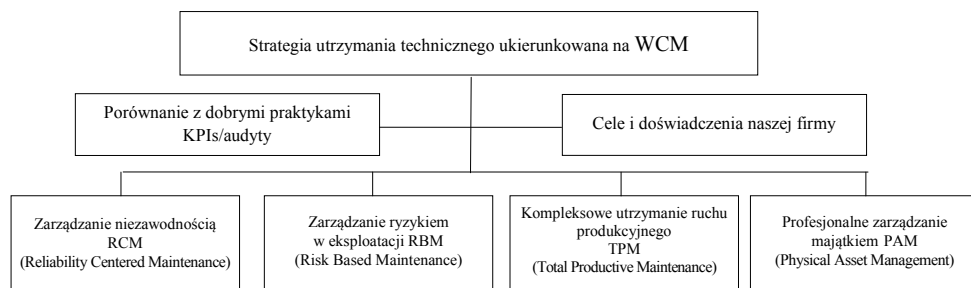 Strategia utrzymania technicznego ukierunkowana na WCM
Porównanie z dobrymi praktykami
KPIs/audyty
Cele i doświadczenia naszej firmy
Zarządzanie niezawodnością
RCM
(Reliability Centered Maintenance)
Zarządzanie ryzykiem
w eksploatacji RBM
(Risk Based Maintenance)
Kompleksowe utrzymanie ruchu
produkcyjnego
TPM
(Total Productive Maintenance)
Profesjonalne zarządzanie
majątkiem PAM
(Physical Asset Management)